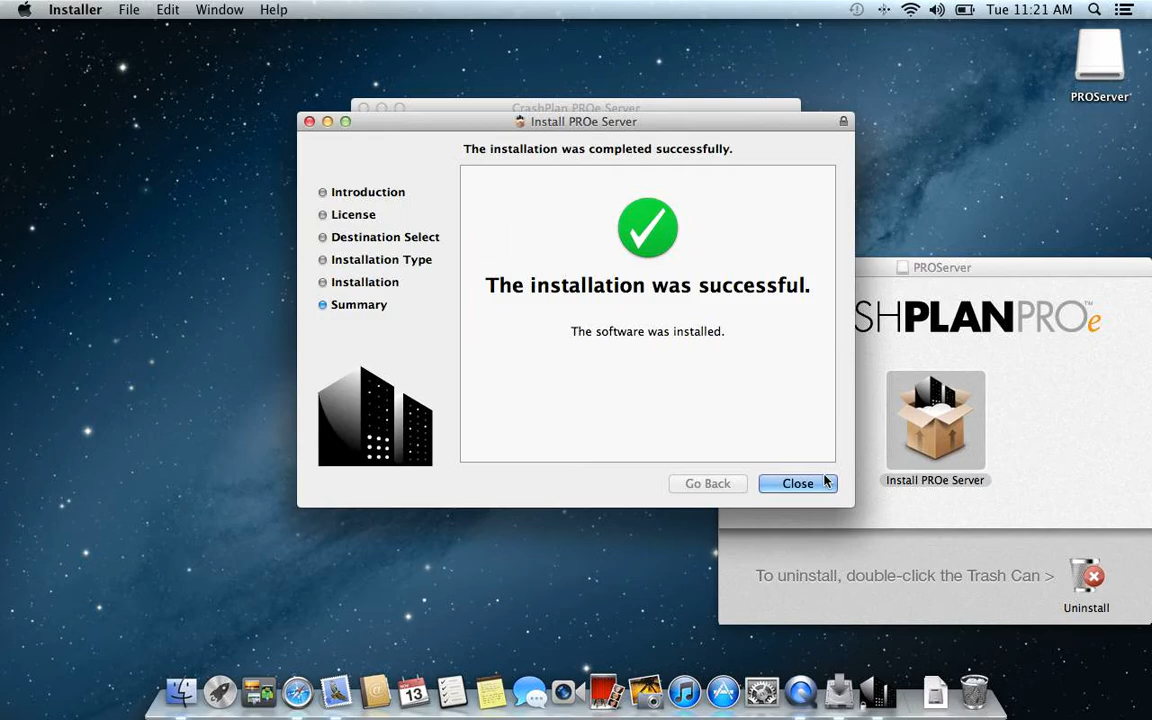 Installer File Edit Window Help Tue 11:21 AM
PROServer
CrashPlan PROe Server
Install PROe Server
The installation was completed successfully.
Introduction
License
Destination Select
Installation Type
Installation
Summary
The installation was successful.
The software was installed.
Go Back Close
PROServer
SHPLANPROe™
Install PROe Server
To uninstall, double-click the Trash Can >
Uninstall
13